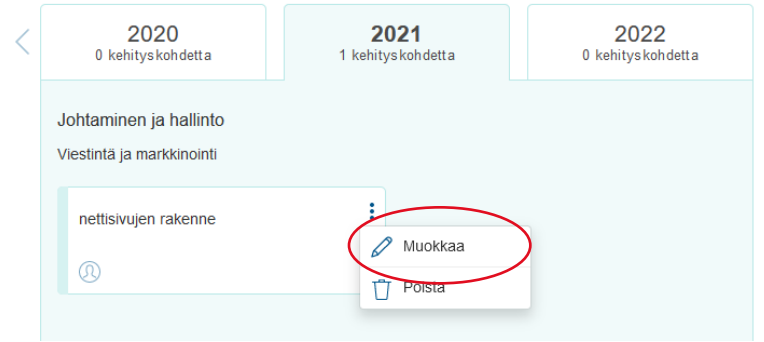 2020
0 kehityskohdetta
2021
1 kehityskohdetta
2022
0 kehityskohdetta
Johtaminen ja hallinto
Viestintä ja markkinointi
nettisivujen rakenne
Muokkaa
Poista